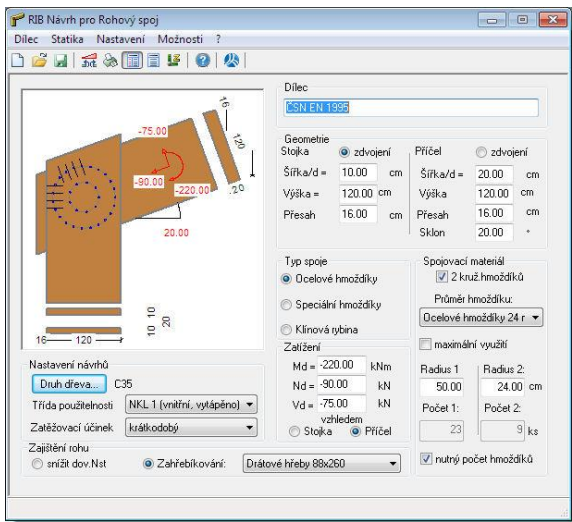 RIB Návrh pro Rohový spoj
Dílec Statika Nastavení Možnosti ?
.txt
16
120
-75.00
-90.00
-220.00
20
20.00
10 10
20
16 120
Dílec
ČSN EN 1995
Geometrie
Stojka zdvojení Příčel zdvojení
Šířka/d = 10.00 cm Šířka/d = 20.00 cm
Výška = 120.00 cm Výška 120.00 cm
Přesah 16.00 cm Přesah 16.00 cm
Sklon 20.00 °
Typ spoje
Ocelové hmoždíky
Speciální hmoždíky
Klínová rybina
Spojovací materiál
2 kruž.hmoždíků
Průměr hmoždíku:
Ocelové hmoždíky 24 r
maximální využití
Radius 1 Radius 2:
50.00 24.00 cm
Počet 1: Počet 2:
23 9 ks
nutný počet hmoždíků
Zatížení
Md = -220.00 kNm
Nd = -90.00 kN
Vd = -75.00 kN
vzhledem
Stojka Příčel
Nastavení návrhů
Druh dřeva... C35
Třída použitelnosti NKL 1 (vnitřní, vytápěno)
Zatěžovací účinek krátkodobý
Zajištění rohu
snížit dov.Nst Zahřebíkování: Drátové hřeby 88x260